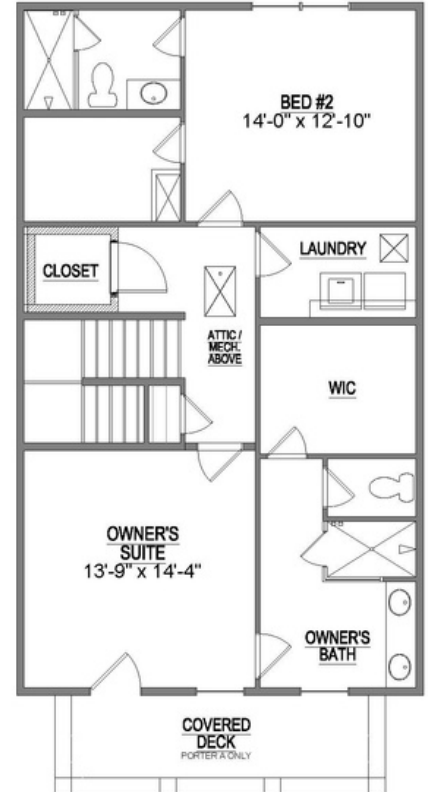 BED #2
14'-0" x 12'-10"
LAUNDRY
CLOSET
ATTIC /
MECH.
ABOVE
WIC
OWNER'S
SUITE
13'-9" x 14'-4"
OWNER'S
BATH
COVERED
DECK
PORTER A ONLY